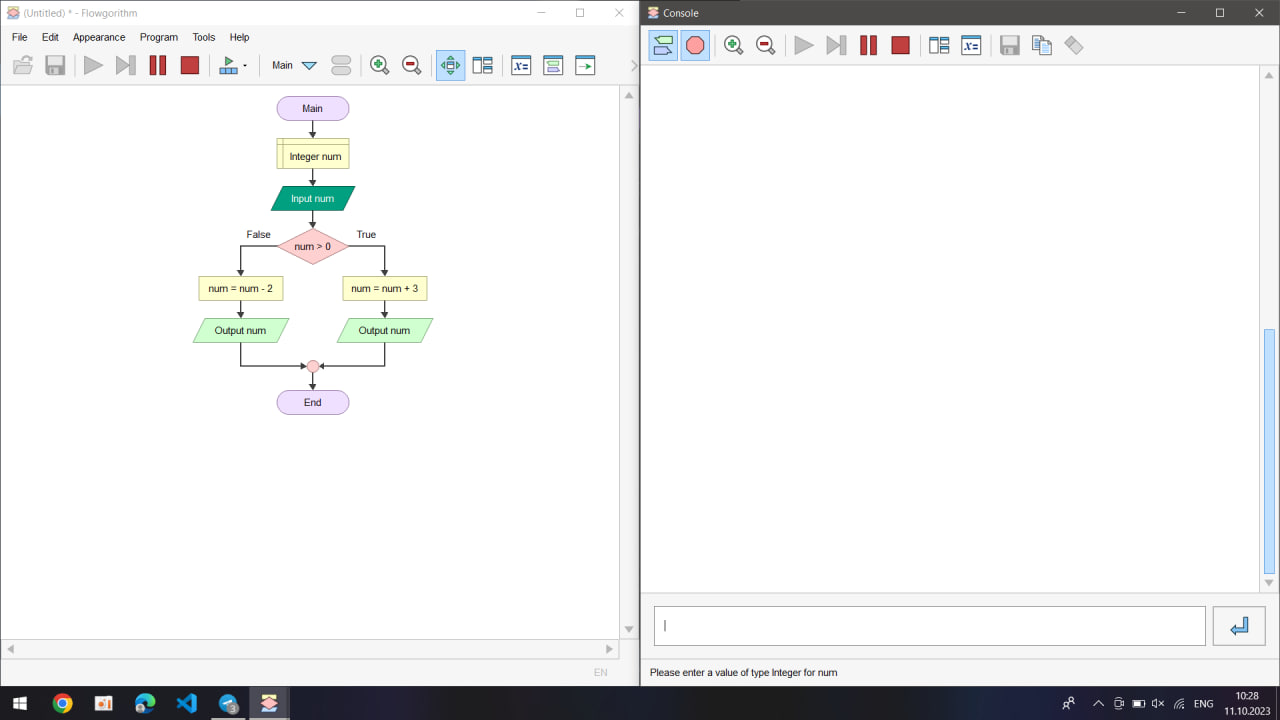 (Untitled) * - Flowgorithm
File Edit Appearance Program Tools Help
Main
Main
Integer num
Input num
False
True
num > 0
num = num - 2
num = num + 3
Output num
Output num
End
EN
Console
x=
Please enter a value of type Integer for num
3
ENG
10:28
11.10.2023